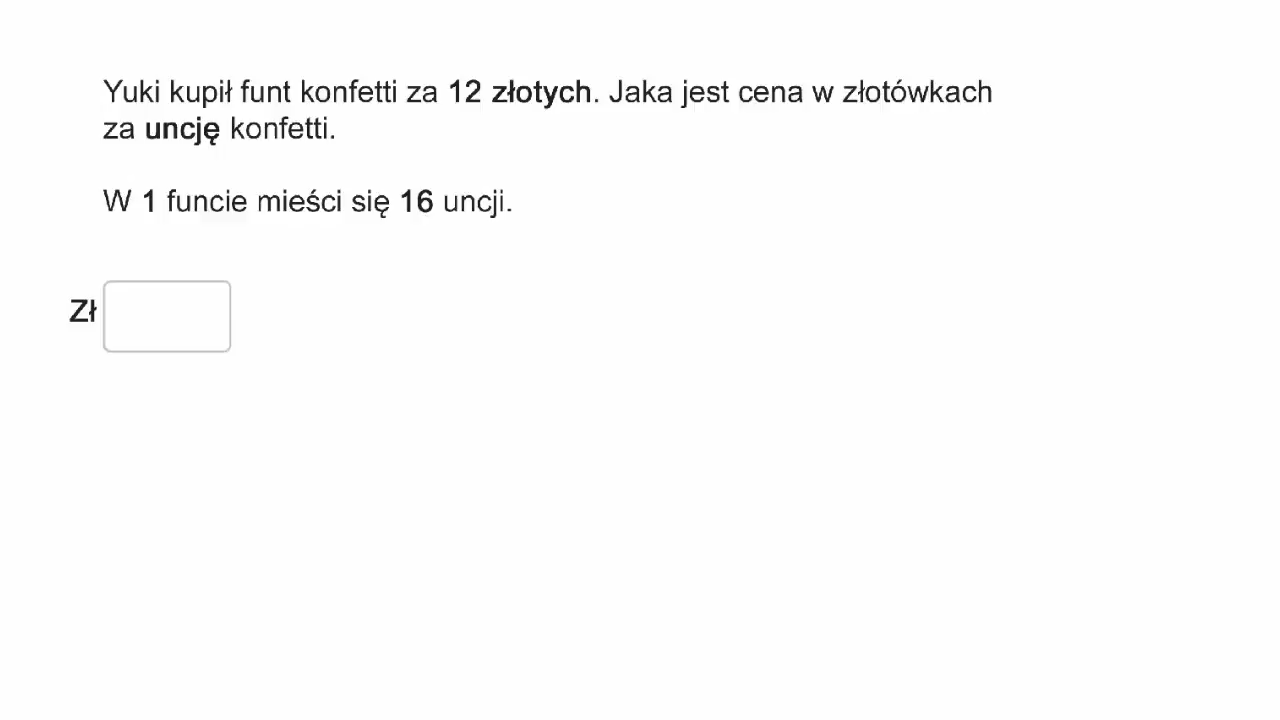 Yuki kupił funt konfetti za 12 złotych. Jaka jest cena w złotówkach
za uncję konfetti.
W 1 funcie mieści się 16 uncji.
Zł